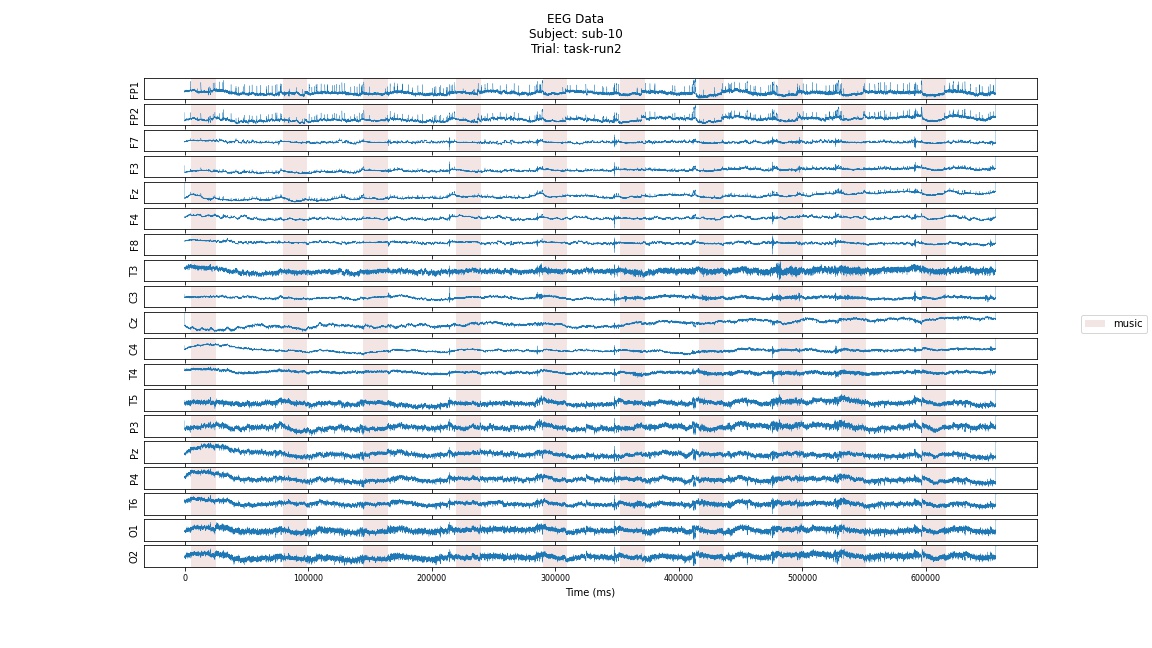 EEG Data
Subject: sub-10
Trial: task-run2
FP1
FP2
F7
F3
Fz
F4
F8
T3
C3
Cz
C4
T4
T5
P3
Pz
P4
T6
O1
O2
music
0 100000 200000 300000 400000 500000 600000
Time (ms)